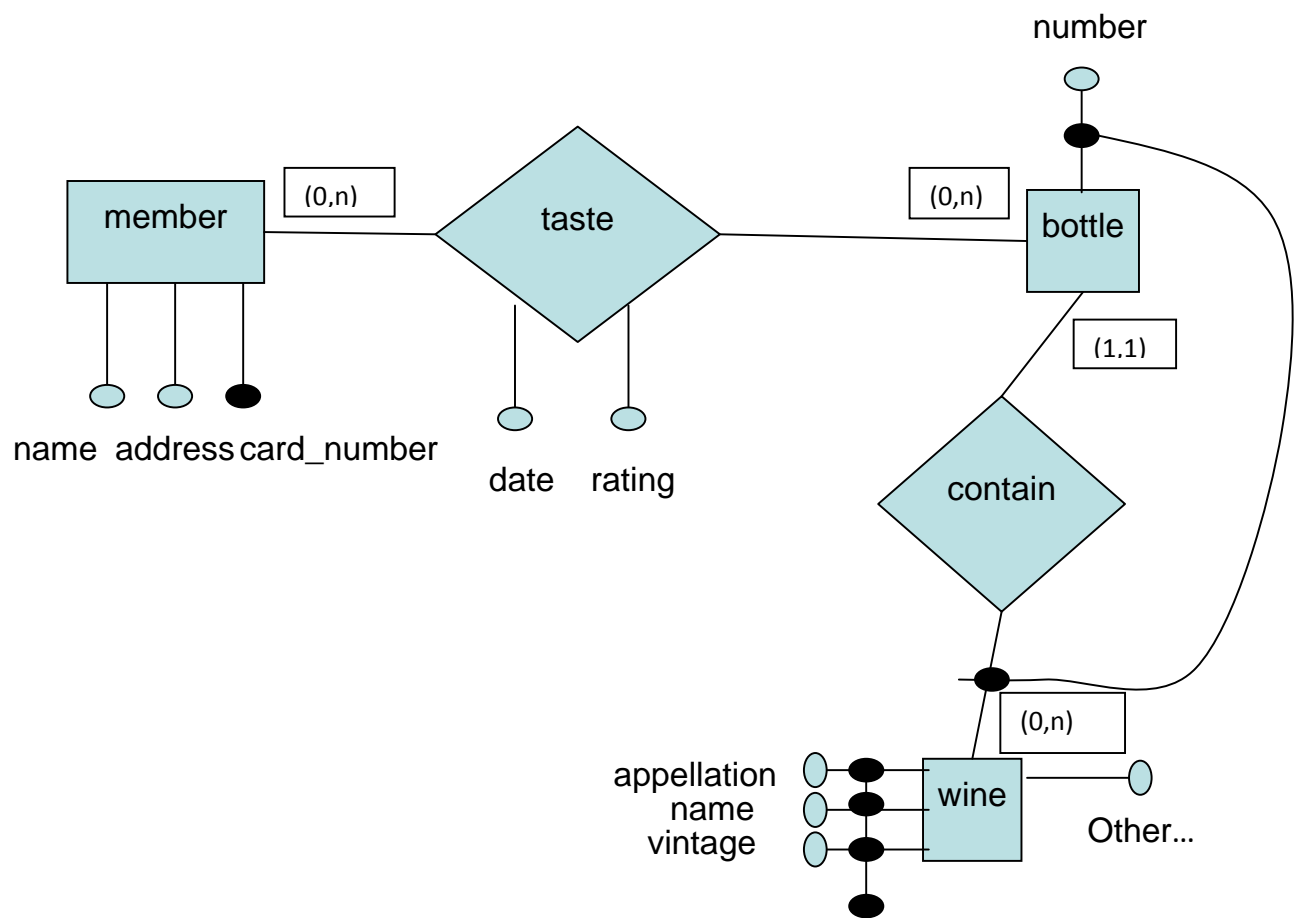 number
(0,n)
(0,n)
member
taste
bottle
(1,1)
name address card_number
date rating
contain
(0,n)
appellation
name
vintage
wine
Other...